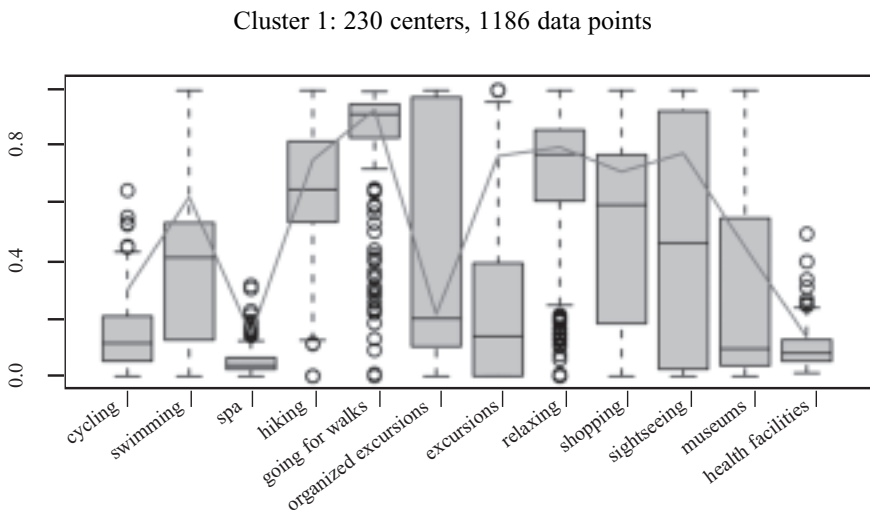 Cluster 1: 230 centers, 1186 data points
0.8
0.4
0.0
cycling
swimming
spa
hiking
going for walks
organized excursions
excursions
relaxing
shopping
sightseeing
museums
health facilities